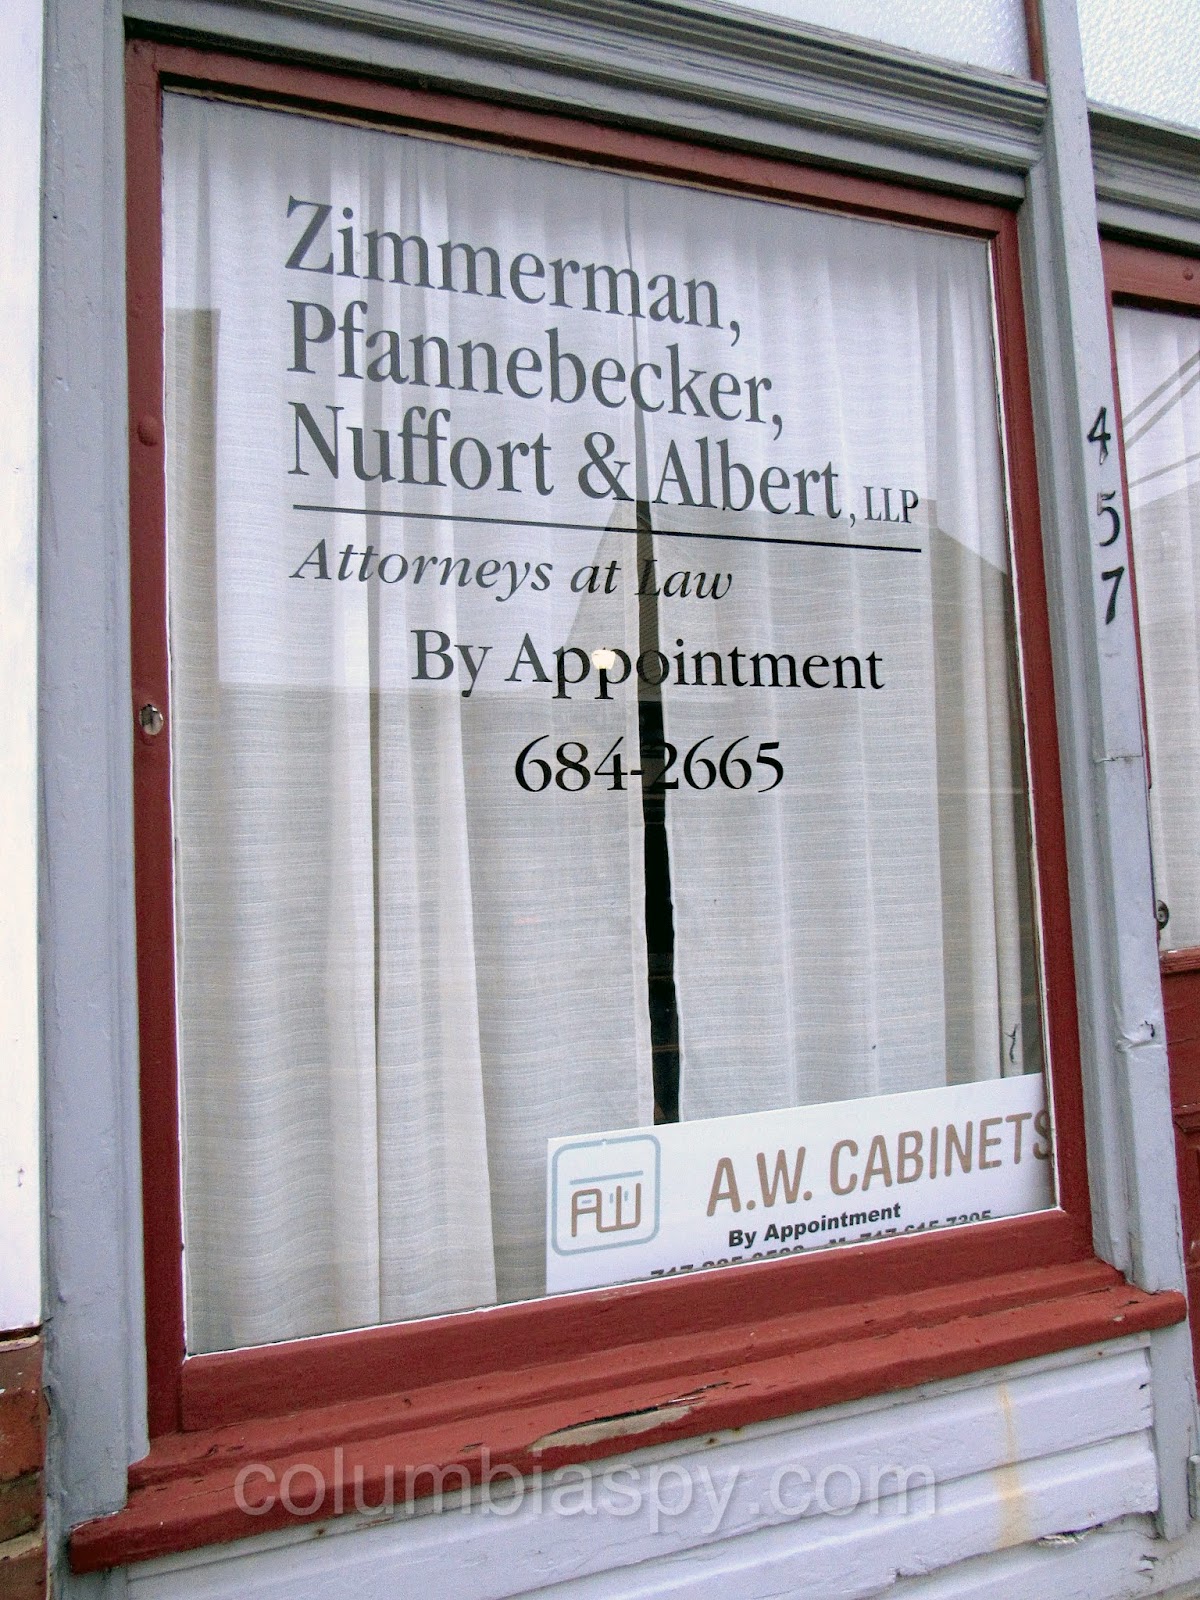 Zimmerman,
Pfannebecker,
Nuffort & Albert, LLP
Attorneys at Law
By Appointment
684-2665
457
AW
A.W. CABINETS
By Appointment
columbiaspy.com